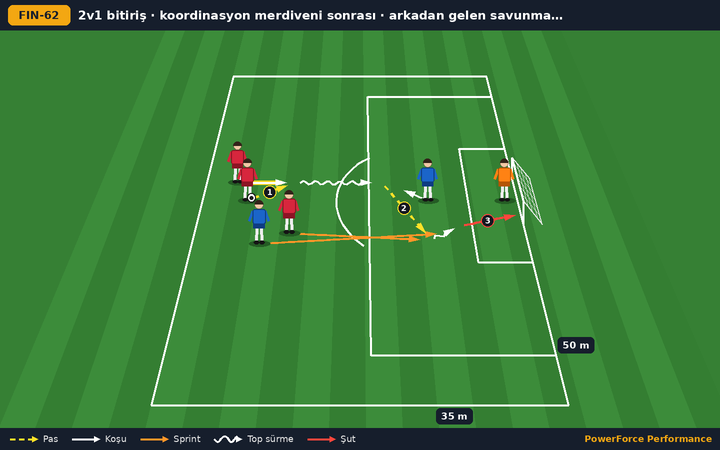 FIN-62
2v1 bitiriş · koordinasyon merdiveni sonrası · arkadan gelen savunma…
1
2
3
50 m
35 m
Pas
Koşu
Sprint
Top sürme
Şut
PowerForce Performance